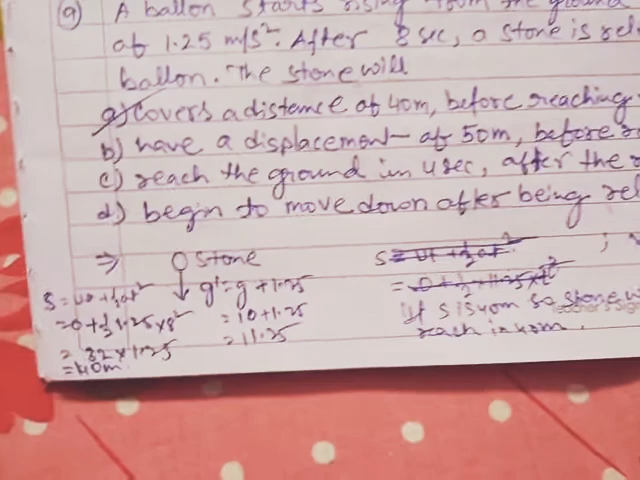 9) A ballon starts rising from the ground
of 1.25 m/s². After 8 sec, a stone is rel
ballon. The stone will
a) covers a distance of 40m, before reaching
b) have a displacement of 50m, before
c) reach the ground in 4 sec, after the
d) begin to move down after being rel
⇒ stone
g' = g + 1.25
= 10 + 1.25
= 11.25
s = ut + ½at²
= 0 + ½ 1.25 × 8²
= 32 × 1.25
= 40m
s = ut + ½at²
If s is 40m so stone
reach in 40m.